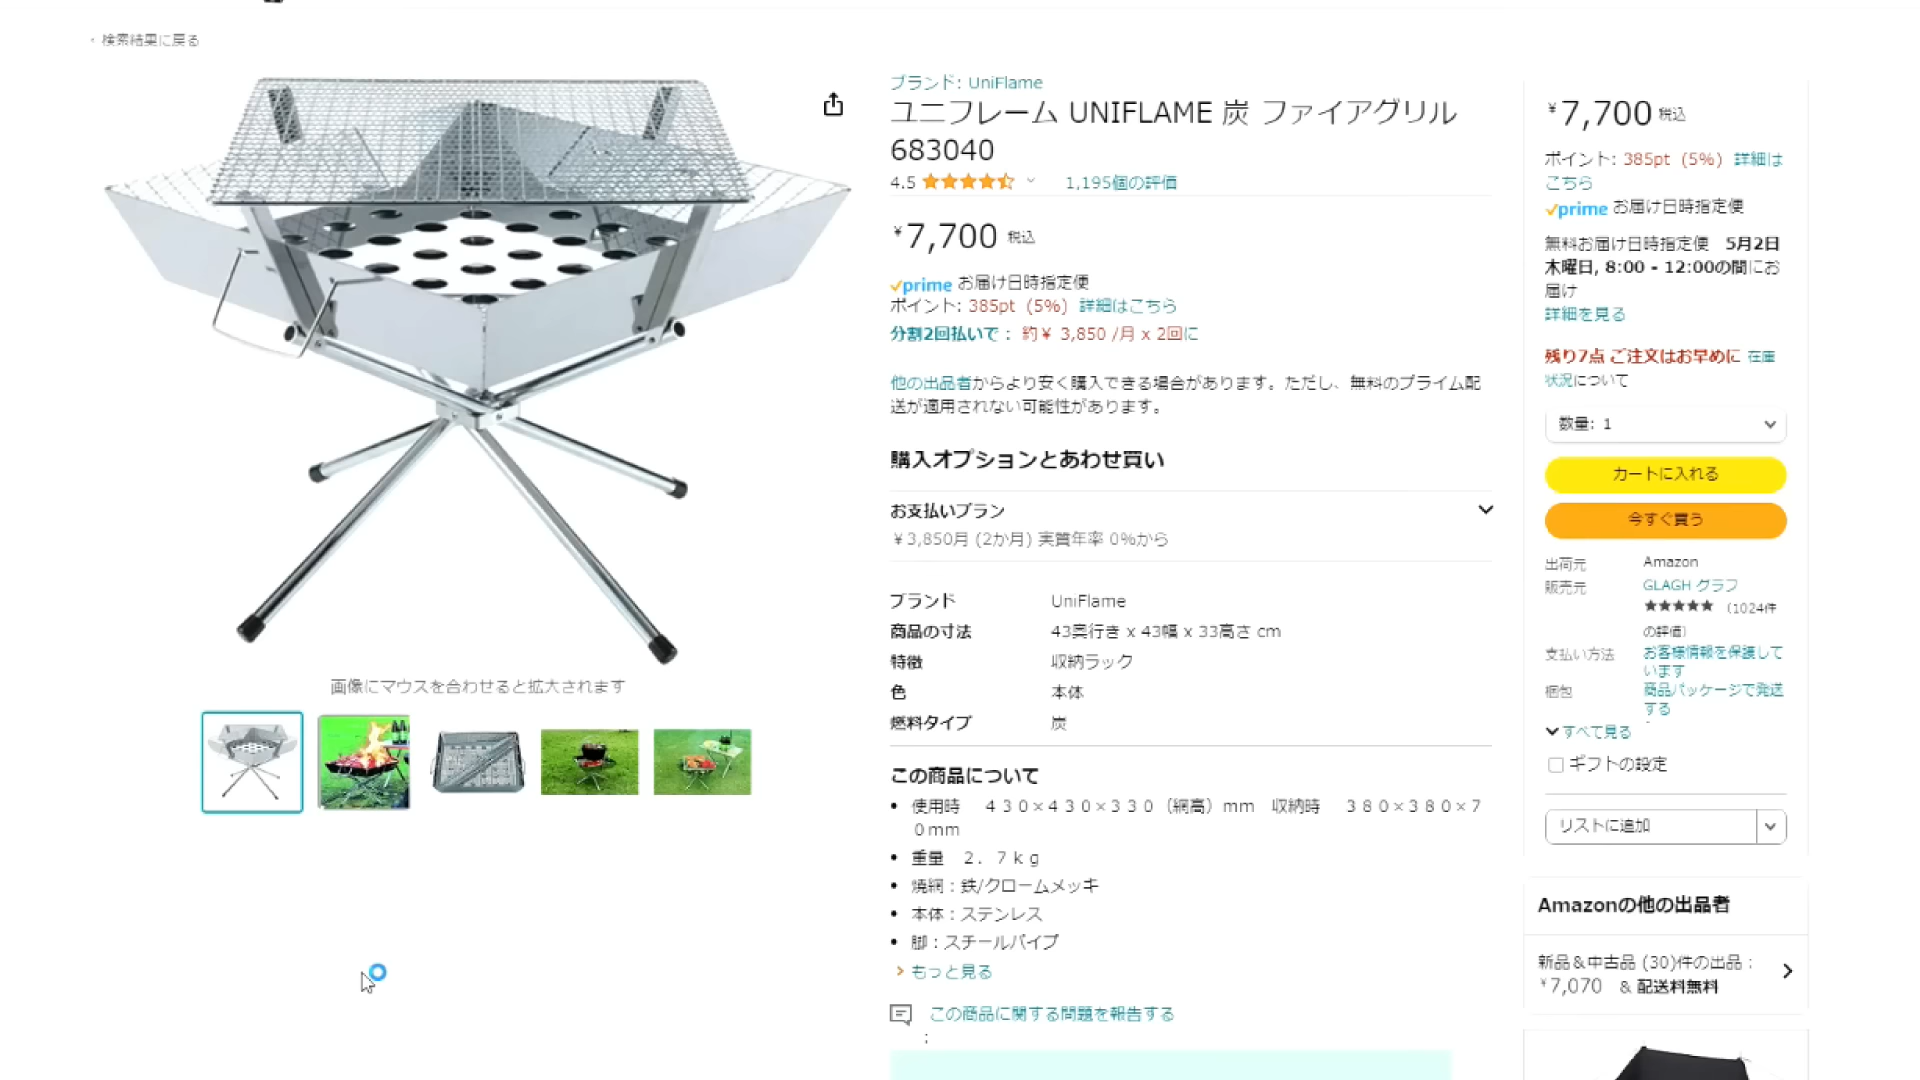 ‹ 検索結果に戻る
画像にマウスを合わせると拡大されます
ブランド: UniFlame
ユニフレーム UNIFLAME 炭 ファイアグリル
683040
4.5 1,195個の評価
¥7,700 税込
prime お届け日時指定便
ポイント: 385pt (5%) 詳細はこちら
分割2回払いで： 約¥ 3,850 /月 x 2回に
他の出品者からより安く購入できる場合があります。ただし、無料のプライム配
送が適用されない可能性があります。
購入オプションとあわせ買い
お支払いプラン
¥3,850月 (2か月) 実質年率 0%から
ブランド UniFlame
商品の寸法 43奥行き x 43幅 x 33高さ cm
特徴 収納ラック
色 本体
燃料タイプ 炭
この商品について
• 使用時 ４３０×４３０×３３０（網高）mm 収納時 ３８０×３８０×７
０mm
• 重量 ２．７ｋｇ
• 焼網：鉄/クロームメッキ
• 本体：ステンレス
• 脚：スチールパイプ
› もっと見る
この商品に関する問題を報告する
;
¥7,700 税込
ポイント: 385pt (5%) 詳細は
こちら
prime お届け日時指定便
無料お届け日時指定便 5月2日
木曜日, 8:00 - 12:00の間にお
届け
詳細を見る
残り7点 ご注文はお早めに 在庫
状況について
数量: 1
カートに入れる
今すぐ買う
出荷元 Amazon
販売元 GLAGH グラフ
★★★★★ (1024件
の評価)
支払い方法 お客様情報を保護して
います
梱包 商品パッケージで発送
する
すべて見る
ギフトの設定
リストに追加
Amazonの他の出品者
新品＆中古品 (30)件の出品：
¥7,070 & 配送料無料